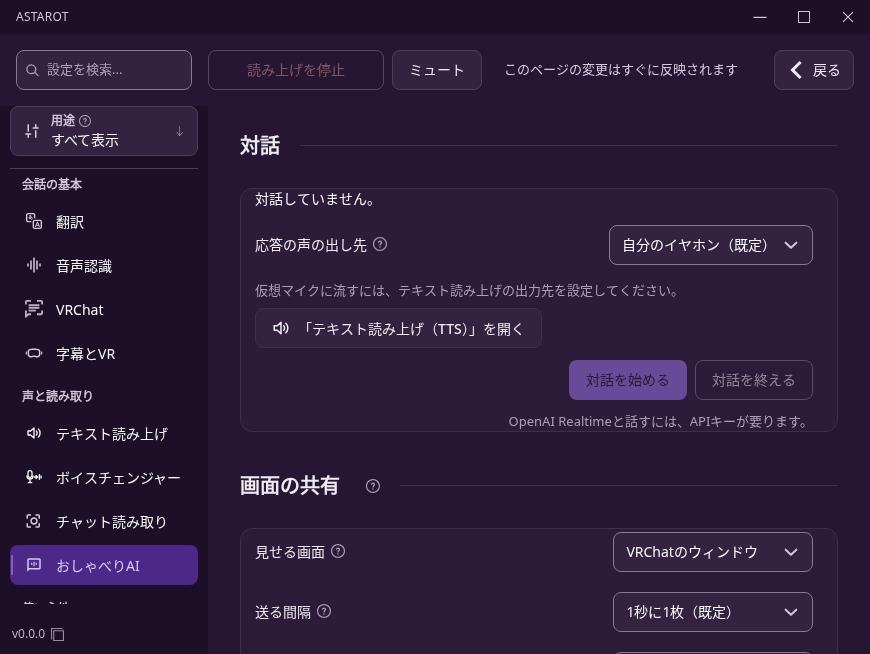 ASTAROT
設定を検索...
読み上げを停止
ミュート
このページの変更はすぐに反映されます
戻る
用途
すべて表示
会話の基本
翻訳
音声認識
VRChat
字幕とVR
声と読み取り
テキスト読み上げ
ボイスチェンジャー
チャット読み取り
おしゃべりAI
v0.0.0
対話
対話していません。
応答の声の出し先
自分のイヤホン（既定）
仮想マイクに流すには、テキスト読み上げの出力先を設定してください。
「テキスト読み上げ（TTS）」を開く
対話を始める
対話を終える
OpenAI Realtimeと話すには、APIキーが要ります。
画面の共有
見せる画面
VRChatのウィンドウ
送る間隔
1秒に1枚（既定）